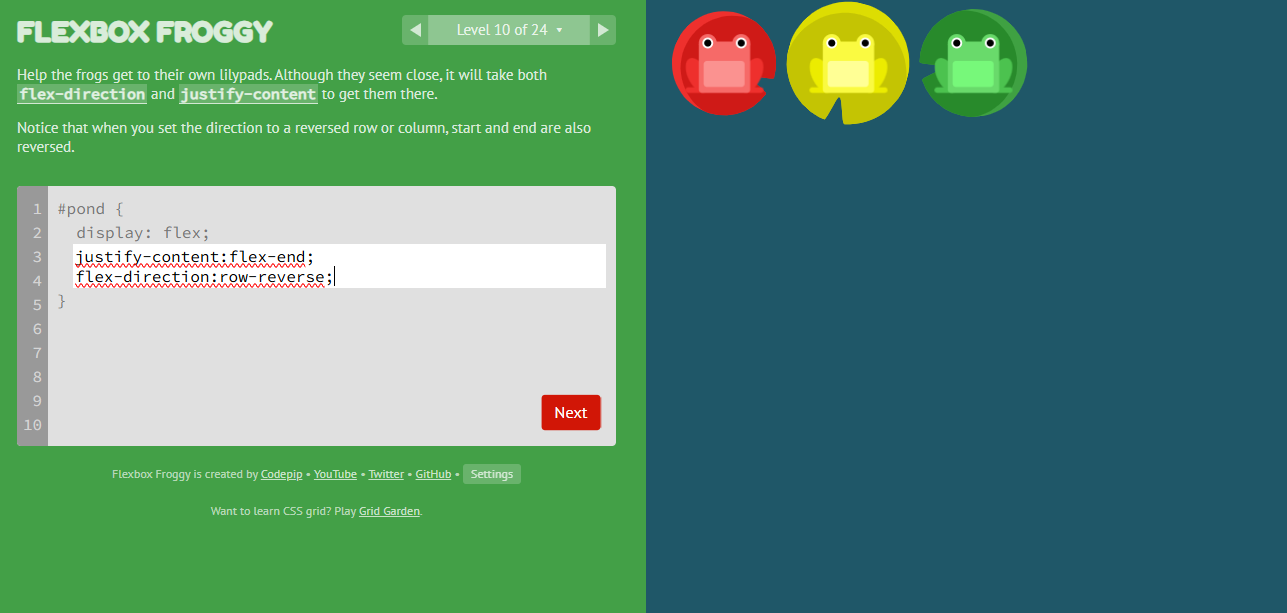 FLEXBOX FROGGY
Level 10 of 24
Help the frogs get to their own lilypads. Although they seem close, it will take both
flex-direction and justify-content to get them there.
Notice that when you set the direction to a reversed row or column, start and end are also
reversed.
1 #pond {
2 display: flex;
3 justify-content:flex-end;
4 flex-direction:row-reverse;
5 }
6
7
8
9
10
Next
Flexbox Froggy is created by Codepip • YouTube • Twitter • GitHub • Settings
Want to learn CSS grid? Play Grid Garden.